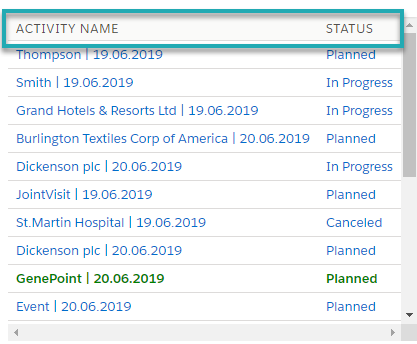 ACTIVITY NAME STATUS
Thompson | 19.06.2019 Planned
Smith | 19.06.2019 In Progress
Grand Hotels & Resorts Ltd | 19.06.2019 In Progress
Burlington Textiles Corp of America | 20.06.2019 Planned
Dickenson plc | 20.06.2019 In Progress
JointVisit | 19.06.2019 Planned
St.Martin Hospital | 19.06.2019 Canceled
Dickenson plc | 20.06.2019 Planned
GenePoint | 20.06.2019 Planned
Event | 20.06.2019 Planned